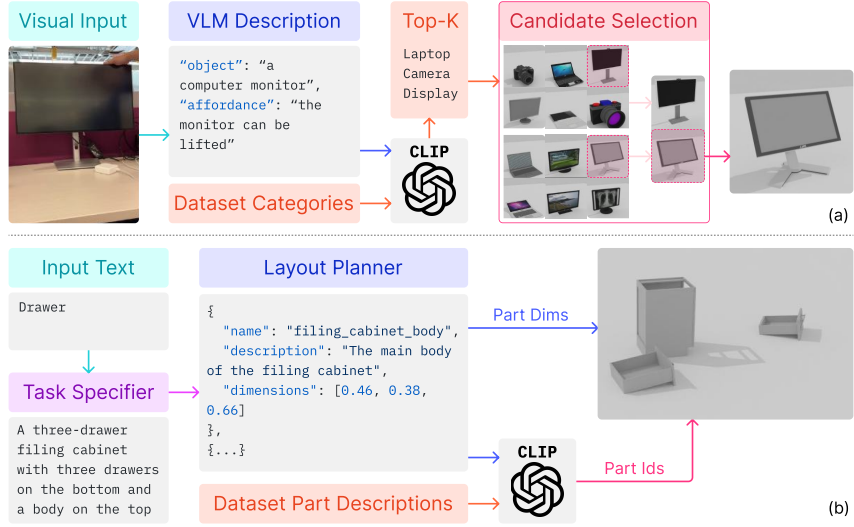 Visual Input
VLM Description
Top-K
Candidate Selection
"object": "a
computer monitor",
"affordance": "the
monitor can be
lifted"
Laptop
Camera
Display
CLIP
Dataset Categories
(a)
Input Text
Layout Planner
Drawer
Task Specifier
A three-drawer
filing cabinet
with three drawers
on the bottom and
a body on the top
{
"name": "filing_cabinet_body",
"description": "The main body
of the filing cabinet",
"dimensions": [0.46, 0.38,
0.66]
},
{...}
Part Dims
CLIP
Part Ids
Dataset Part Descriptions
(b)